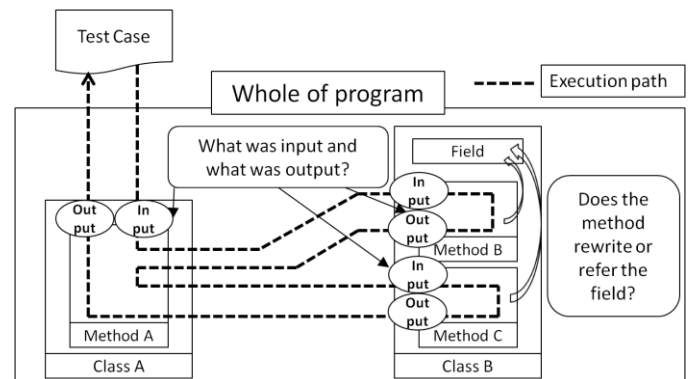 Test Case
Execution path
Whole of program
What was input and
what was output?
Field
Out
put
In
put
In
put
Out
put
Method B
In
put
Out
put
Does the
method
rewrite or
refer the
field?
Method A
Class A
Method C
Class B